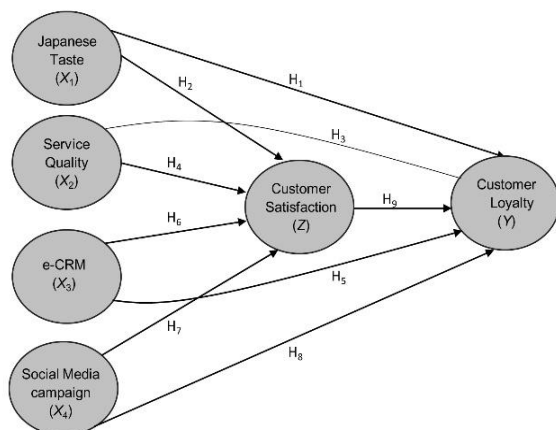 Japanese
Taste
(X₁)
H₁
H₂
Service
Quality
(X₂)
H₃
H₄
Customer
Satisfaction
(Z)
H₉
Customer
Loyalty
(Y)
H₆
e-CRM
(X₃)
H₅
H₇
Social Media
campaign
(X₄)
H₈